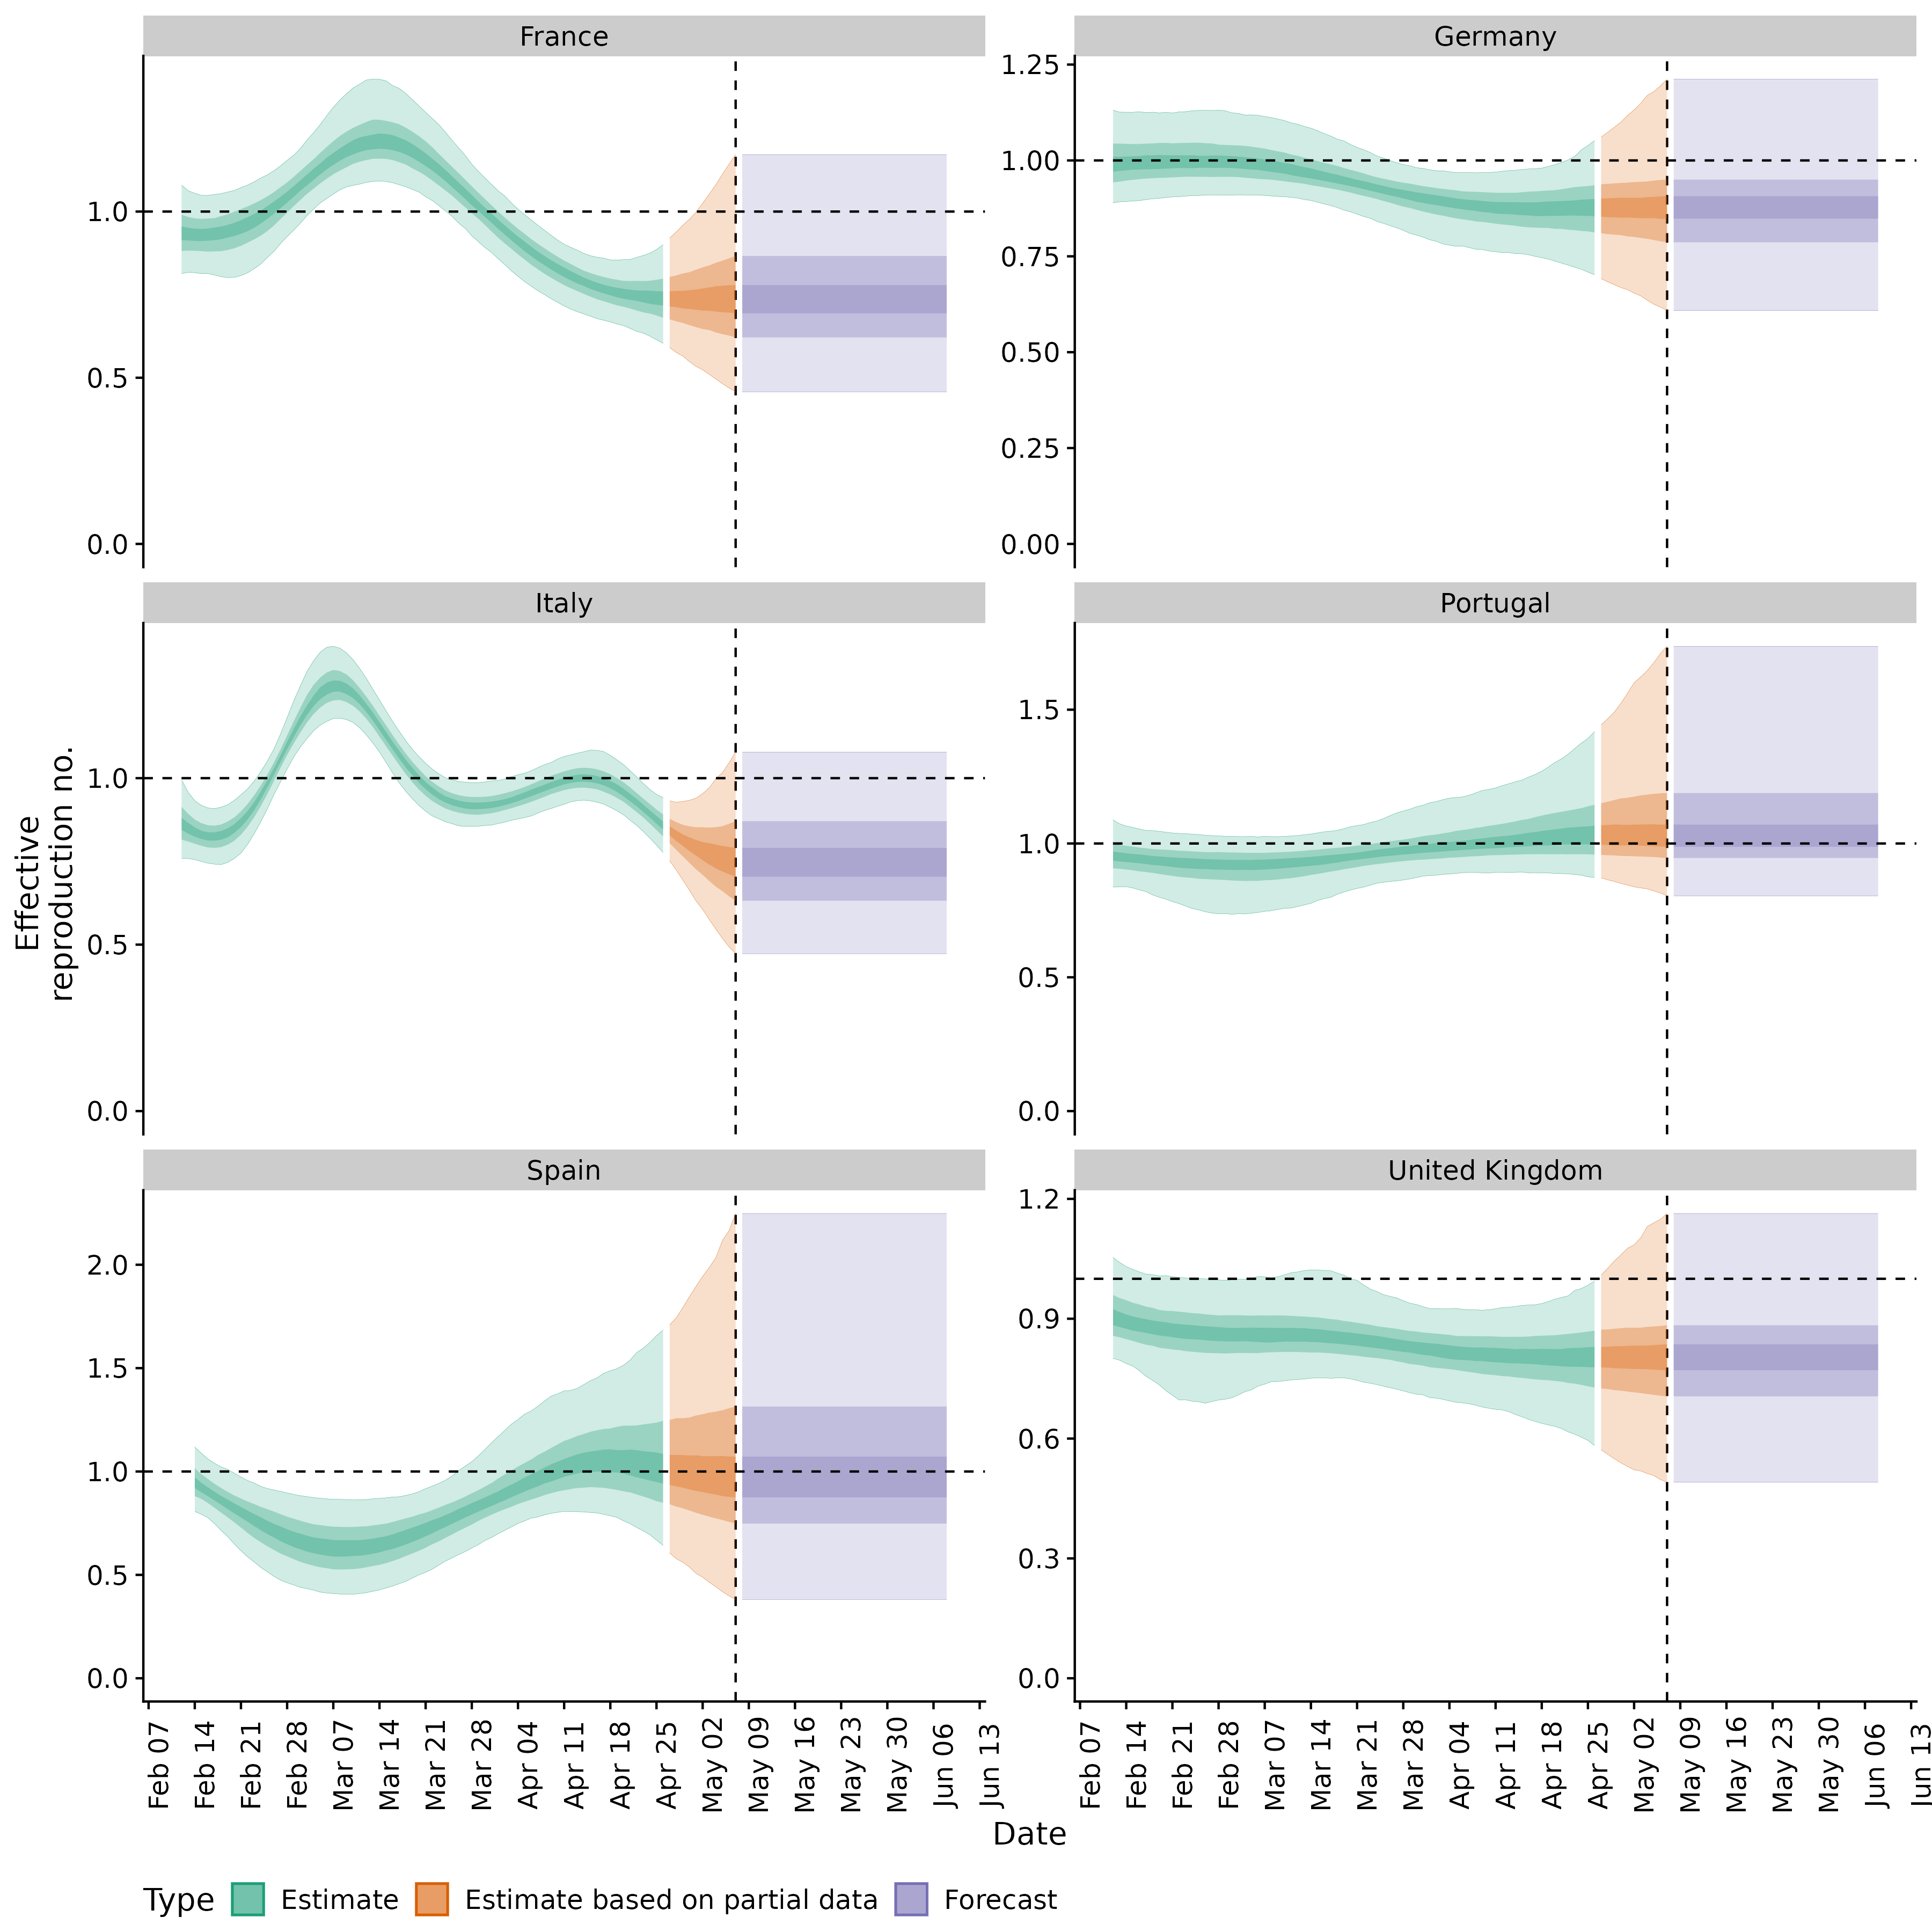 France
Germany
1.0
0.5
0.0
1.25
1.00
0.75
0.50
0.25
0.00
Italy
Portugal
1.0
0.5
0.0
1.5
1.0
0.5
0.0
Effective
reproduction no.
Spain
United Kingdom
2.0
1.5
1.0
0.5
0.0
1.2
0.9
0.6
0.3
0.0
Feb 07
Feb 14
Feb 21
Feb 28
Mar 07
Mar 14
Mar 21
Mar 28
Apr 04
Apr 11
Apr 18
Apr 25
May 02
May 09
May 16
May 23
May 30
Jun 06
Jun 13
Feb 07
Feb 14
Feb 21
Feb 28
Mar 07
Mar 14
Mar 21
Mar 28
Apr 04
Apr 11
Apr 18
Apr 25
May 02
May 09
May 16
May 23
May 30
Jun 06
Jun 13
Date
Type Estimate Estimate based on partial data Forecast